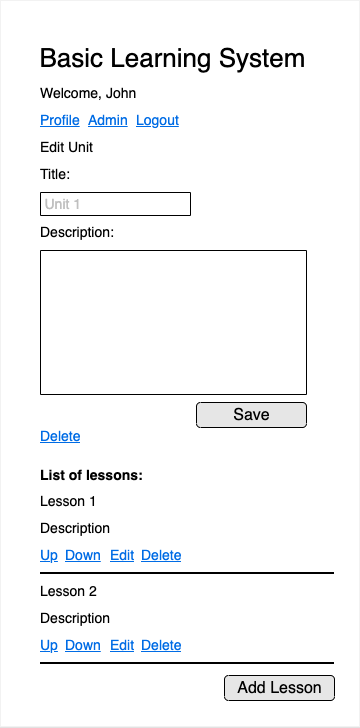 Basic Learning System
Welcome, John
Profile Admin Logout
Edit Unit
Title:
Unit 1
Description:
Save
Delete
List of lessons:
Lesson 1
Description
Up Down Edit Delete
Lesson 2
Description
Up Down Edit Delete
Add Lesson